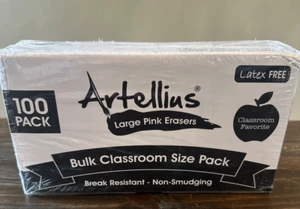 Latex FREE
100
PACK
Artellius®
Large Pink Erasers
Classroom
Favorite
Bulk Classroom Size Pack
Break Resistant - Non-Smudging